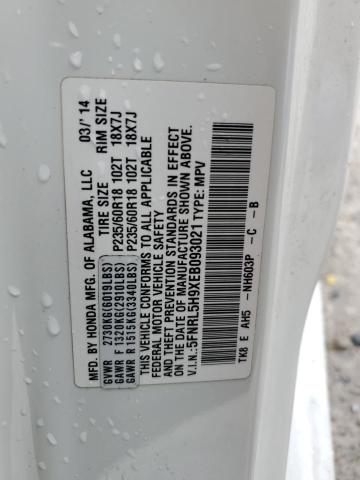 MFD. BY HONDA MFG. OF ALABAMA, LLC 03/'14
TIRE SIZE RIM SIZE
GVWR 2730KG(6019LBS)
GAWR F 1320KG(2910LBS) P235/60R18 102T 18X7J
GAWR R 1515KG(3340LBS) P235/60R18 102T 18X7J
THIS VEHICLE CONFORMS TO ALL APPLICABLE
FEDERAL MOTOR VEHICLE SAFETY AND
THEFT PREVENTION STANDARDS IN EFFECT
ON THE DATE OF MANUFACTURE SHOWN ABOVE.
V.I.N.:5FNRL5H9XEB093021 TYPE: MPV
TK8 E AH5 -NH603P -C -B